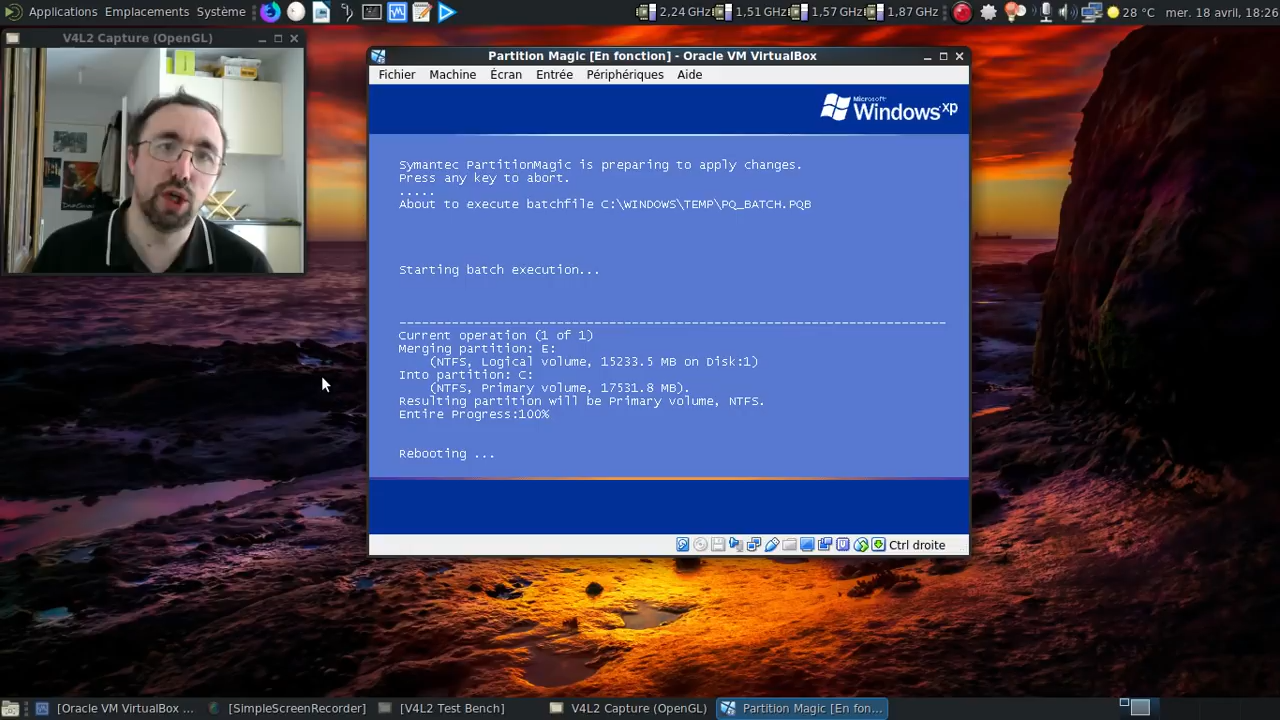 Applications Emplacements Système
2,24 GHz 1,51 GHz 1,57 GHz 1,87 GHz 28 °C mer. 18 avril, 18:26
V4L2 Capture (OpenGL)
Partition Magic [En fonction] - Oracle VM VirtualBox
Fichier Machine Écran Entrée Périphériques Aide
Microsoft
Windows xp
Symantec PartitionMagic is preparing to apply changes.
Press any key to abort.
.....
About to execute batchfile C:\WINDOWS\TEMP\PQ_BATCH.PQB
Starting batch execution...
Current operation (1 of 1)
Merging partition: E:
(NTFS, Logical volume, 15233.5 MB on Disk:1)
Into partition: C:
(NTFS, Primary volume, 17531.8 MB).
Resulting partition will be Primary volume, NTFS.
Entire Progress:100%
Rebooting ...
Ctrl droite
[Oracle VM VirtualBox ... [SimpleScreenRecorder] [V4L2 Test Bench] V4L2 Capture (OpenGL) Partition Magic [En fon...